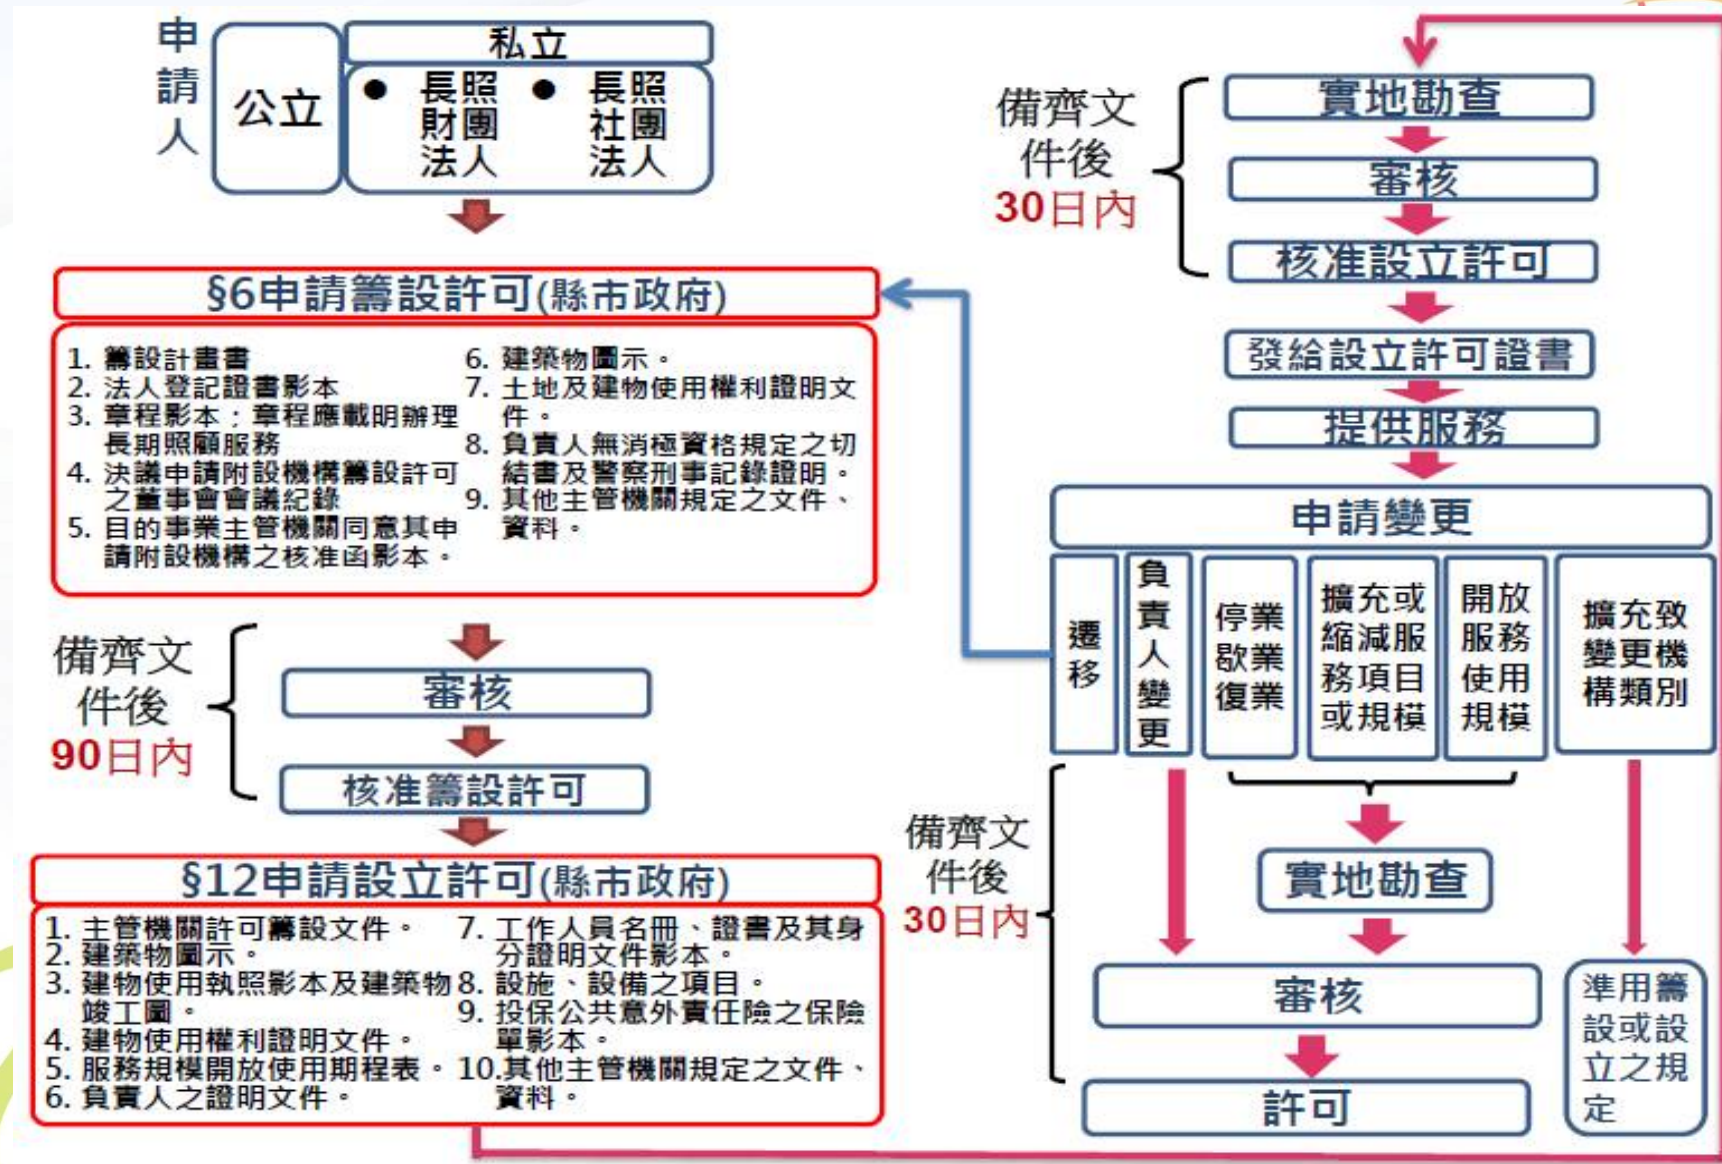 申請人
公立
私立
● 長照財團法人
● 長照社團法人
§6申請籌設許可(縣市政府)
1. 籌設計畫書
2. 法人登記證書影本
3. 章程影本；章程應載明辦理
長期照顧服務
4. 決議申請附設機構籌設許可
之董事會會議紀錄
5. 目的事業主管機關同意其申
請附設機構之核准函影本。
6. 建築物圖示。
7. 土地及建物使用權利證明文
件。
8. 負責人無消極資格規定之切
結書及警察刑事記錄證明。
9. 其他主管機關規定之文件、
資料。
備齊文
件後
90日內
審核
核准籌設許可
§12申請設立許可(縣市政府)
1. 主管機關許可籌設文件。
2. 建築物圖示。
3. 建物使用執照影本及建築物
竣工圖。
4. 建物使用權利證明文件。
5. 服務規模開放使用期程表。
6. 負責人之證明文件。
7. 工作人員名冊、證書及其身
分證明文件影本。
8. 設施、設備之項目。
9. 投保公共意外責任險之保險
單影本。
10.其他主管機關規定之文件、
資料。
備齊文
件後
30日內
實地勘查
審核
核准設立許可
發給設立許可證書
提供服務
申請變更
遷移
負責人變更
停業
歇業
復業
擴充或
縮減服
務項目
或規模
開放
服務
使用
規模
擴充致
變更機
構類別
備齊文
件後
30日內
實地勘查
審核
許可
準用籌
設或設
立之規
定